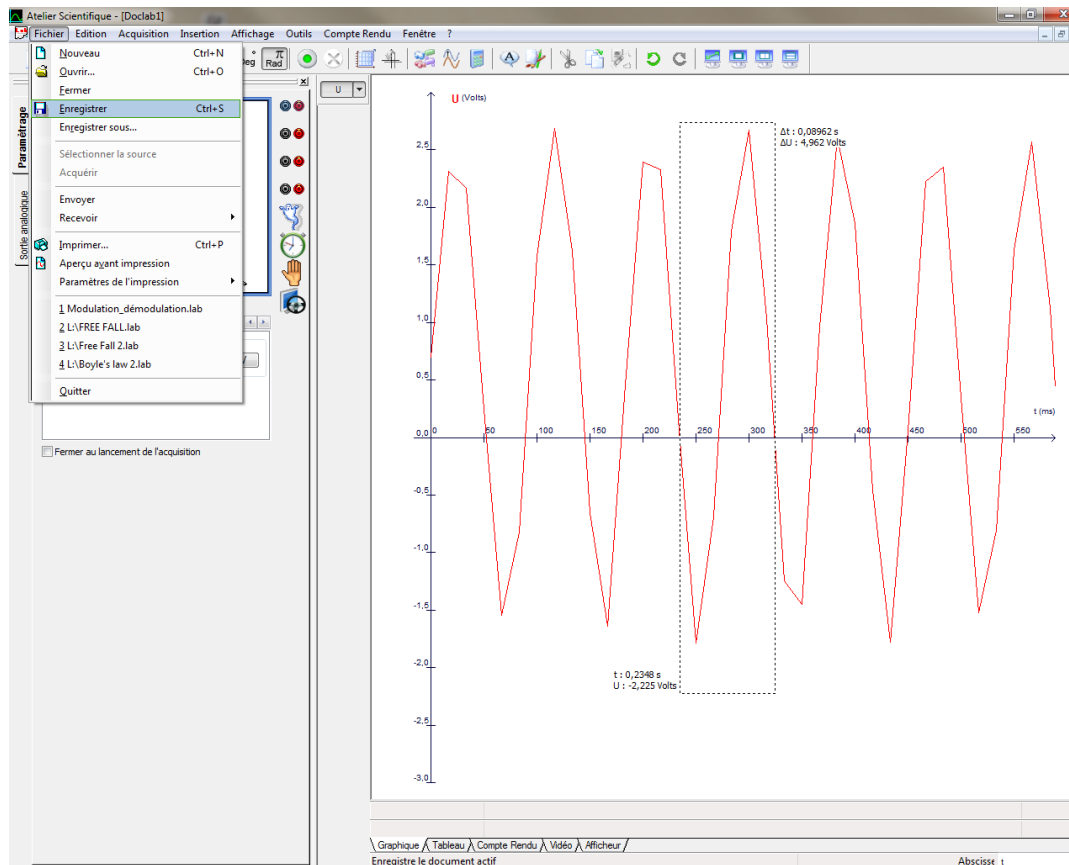 Atelier Scientifique - [Doclab1]
Fichier Edition Acquisition Insertion Affichage Outils Compte Rendu Fenêtre ?
Nouveau Ctrl+N
Ouvrir... Ctrl+O
Fermer
Enregistrer Ctrl+S
Enregistrer sous...
Sélectionner la source
Acquérir
Envoyer
Recevoir
Imprimer... Ctrl+P
Aperçu avant impression
Paramètres de l'impression
1 Modulation_démodulation.lab
2 L:\FREE FALL.lab
3 L:\Free Fall 2.lab
4 L:\Boyle's law 2.lab
Quitter
Deg
π
Rad
Paramétrage
Sortie analogique
Fermer au lancement de l'acquisition
U
U (Volts)
Δt : 0,08962 s
ΔU : 4,962 Volts
2,5
2,0
1,5
1,0
0,5
t (ms)
0,0 0 50 100 150 200 250 300 350 400 450 500 550
-0,5
-1,0
-1,5
-2,0
t : 0,2348 s
U : -2,225 Volts
-2,5
-3,0
Graphique Tableau Compte Rendu Vidéo Afficheur
Enregistre le document actif Abscisse t